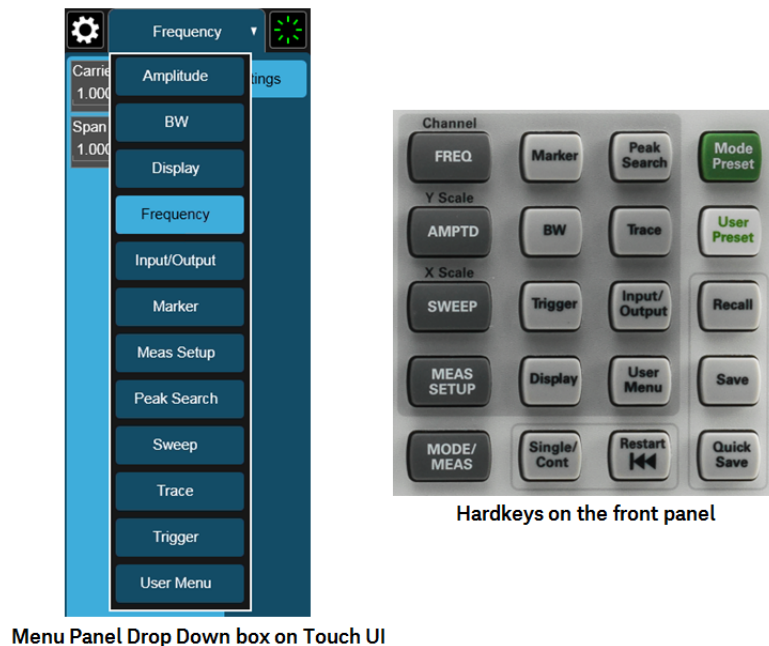 Frequency
Carrie
1.000
tings
Span
1.000
Amplitude
BW
Display
Frequency
Input/Output
Marker
Meas Setup
Peak Search
Sweep
Trace
Trigger
User Menu
Menu Panel Drop Down box on Touch UI
Channel
FREQ
Marker
Peak
Search
Mode
Preset
Y Scale
AMPTD
BW
Trace
User
Preset
X Scale
SWEEP
Trigger
Input/
Output
Recall
MEAS
SETUP
Display
User
Menu
Save
MODE/
MEAS
Single/
Cont
Restart
Quick
Save
Hardkeys on the front panel